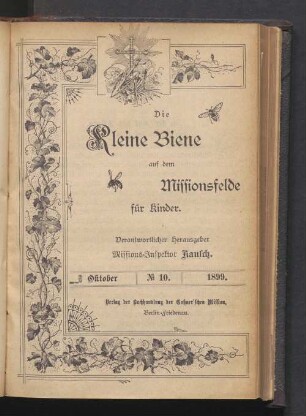 Die
Kleine Biene
auf dem
Missionsfelde
für Kinder.
Verantwortlicher Herausgeber
Missions-Inspektor Kausch.
Oktober № 10. 1899.
Verlag der Buchhandlung der Goßner'schen Mission,
Berlin-Friedenau.